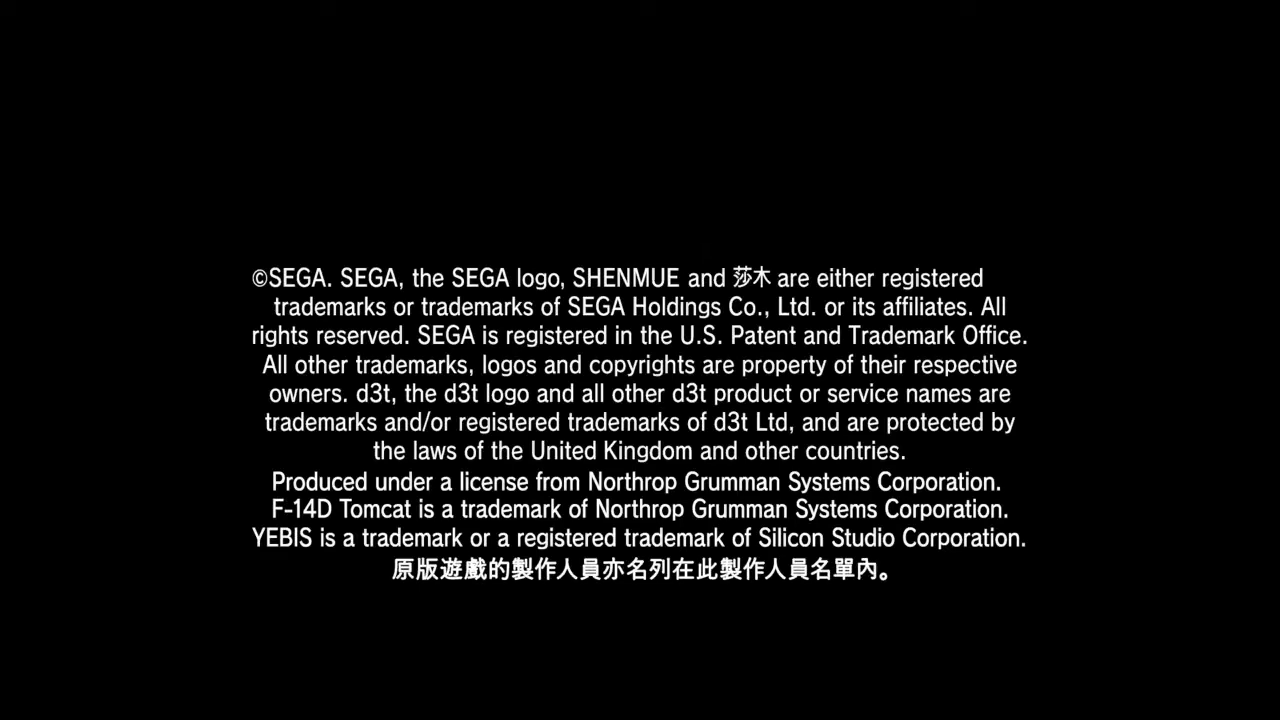 ©SEGA. SEGA, the SEGA logo, SHENMUE and 莎木 are either registered
trademarks or trademarks of SEGA Holdings Co., Ltd. or its affiliates. All
rights reserved. SEGA is registered in the U.S. Patent and Trademark Office.
All other trademarks, logos and copyrights are property of their respective
owners. d3t, the d3t logo and all other d3t product or service names are
trademarks and/or registered trademarks of d3t Ltd, and are protected by
the laws of the United Kingdom and other countries.
Produced under a license from Northrop Grumman Systems Corporation.
F-14D Tomcat is a trademark of Northrop Grumman Systems Corporation.
YEBIS is a trademark or a registered trademark of Silicon Studio Corporation.
原版遊戲的製作人員亦名列在此製作人員名單內。